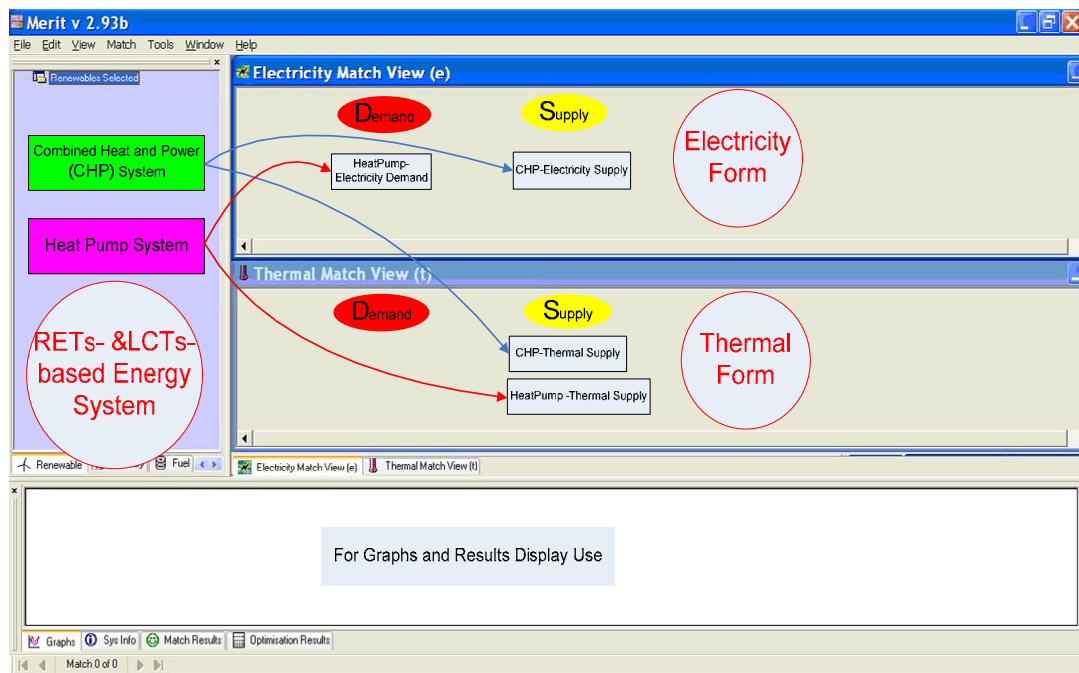 Merit v 2.93b
File Edit View Match Tools Window Help
Renewables Selected
Combined Heat and Power
(CHP) System
Heat Pump System
RETs- &LCTs-
based Energy
System
Renewable
Fuel
Electricity Match View (e)
Demand
Supply
HeatPump-
Electricity Demand
CHP-Electricity Supply
Electricity
Form
Thermal Match View (t)
Demand
Supply
CHP-Thermal Supply
HeatPump -Thermal Supply
Thermal
Form
Electricity Match View (e) Thermal Match View (t)
For Graphs and Results Display Use
Graphs Sys Info Match Results Optimisation Results
Match 0 of 0